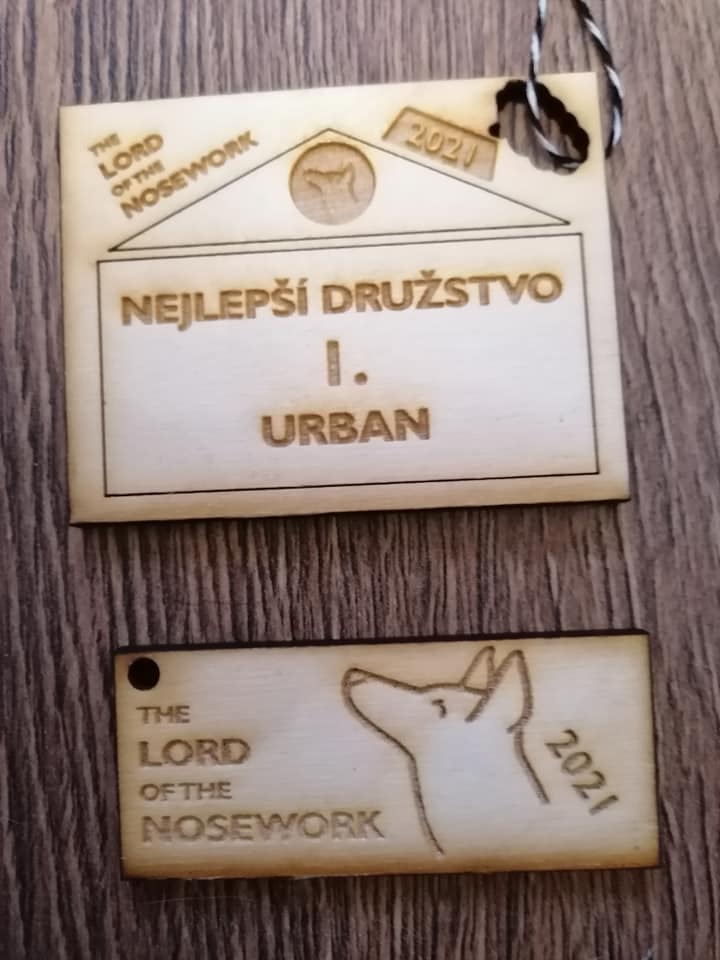 THE
LORD
OF THE
NOSEWORK
2021
NEJLEPŠÍ DRUŽSTVO
I.
URBAN
THE
LORD
OF THE
NOSEWORK
2021